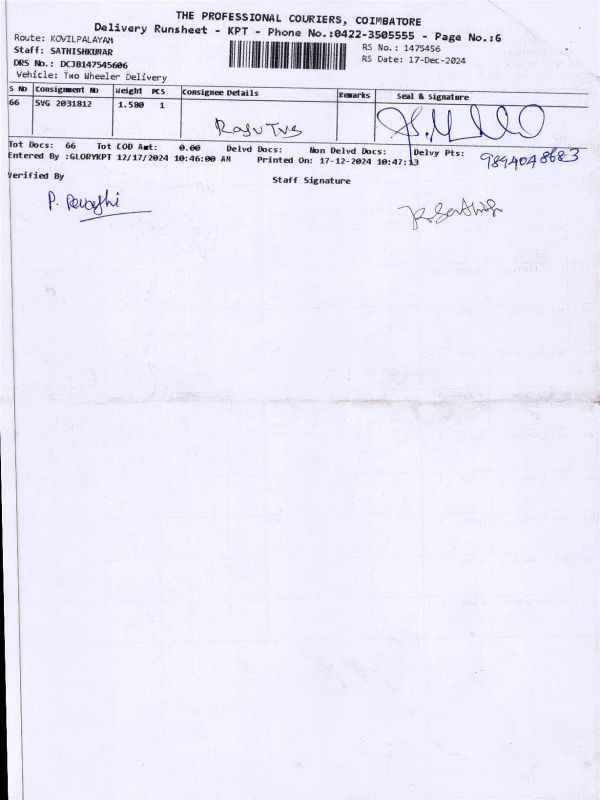 THE PROFESSIONAL COURIERS, COIMBATORE
Delivery Runsheet - KPT - Phone No.:0422-3505555 - Page No.:6
Route: KOVILPALAYAM
RS No.: 1475456
Staff: SATHISHKUMAR
RS Date: 17-Dec-2024
DRS No.: DCJB147545606
Vehicle: Two Wheeler Delivery
S No Consignment No Weight PCS Consignee Details Remarks Seal & Signature
66 SVG 2031812 1.580 1
Raju TVS
Tot Docs: 66 Tot COD Amt: 0.00 Delvd Docs: Non Delvd Docs: Delvy Pts:
9894048683
Entered By :GLORYKPT 12/17/2024 10:46:00 AM Printed On: 17-12-2024 10:47:13
Verified By
Staff Signature
P. Revathi